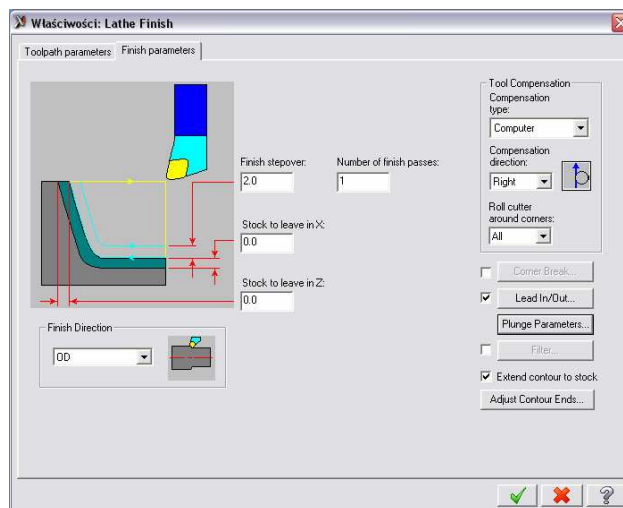 Właściwości: Lathe Finish
Toolpath parameters
Finish parameters
Finish stepover:
2.0
Number of finish passes:
1
Stock to leave in X:
0.0
Stock to leave in Z:
0.0
Finish Direction
OD
Tool Compensation
Compensation
type:
Computer
Compensation
direction:
Right
Roll cutter
around corners:
All
Corner Break...
Lead In/Out...
Plunge Parameters...
Filter...
Extend contour to stock
Adjust Contour Ends...